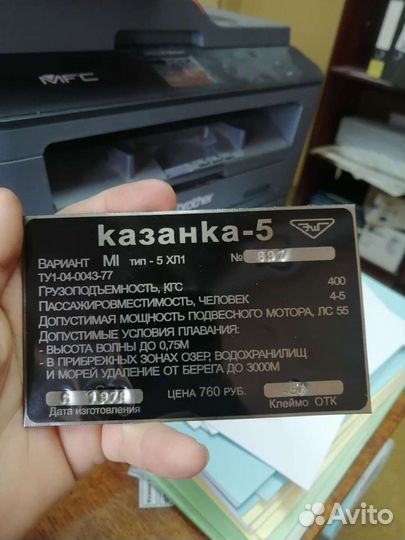 MFC
brother
казанка-5
ВАРИАНТ MI ТИП - 5 ХЛ1 №
ТУ1-04-0043-77
ГРУЗОПОДЪЕМНОСТЬ, КГС 400
ПАССАЖИРОВМЕСТИМОСТЬ, ЧЕЛОВЕК 4-5
ДОПУСТИМАЯ МОЩНОСТЬ ПОДВЕСНОГО МОТОРА, ЛС 55
ДОПУСТИМЫЕ УСЛОВИЯ ПЛАВАНИЯ:
- ВЫСОТА ВОЛНЫ ДО 0,75М
- В ПРИБРЕЖНЫХ ЗОНАХ ОЗЕР, ВОДОХРАНИЛИЩ
И МОРЕЙ УДАЛЕНИЕ ОТ БЕРЕГА ДО 3000М
ЦЕНА 760 РУБ.
Дата изготовления Клеймо ОТК
Avito